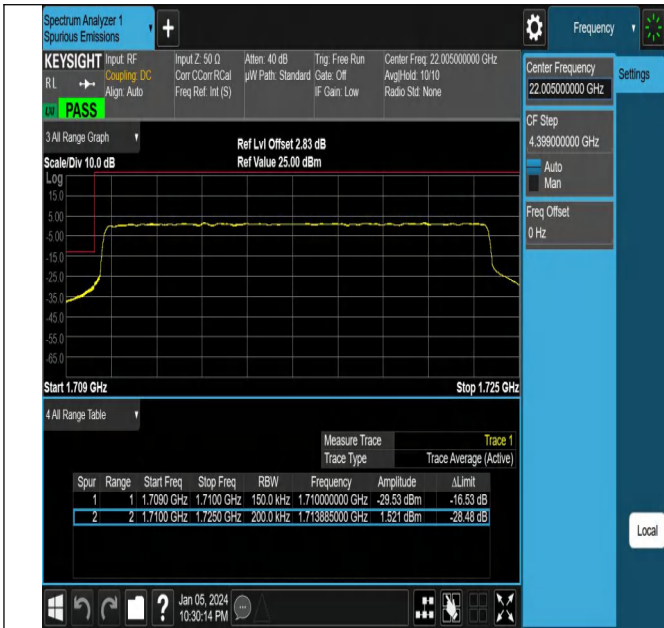 Spectrum Analyzer 1
Spurious Emissions
Frequency
KEYSIGHT
RL
PASS
Input: RF
Coupling: DC
Align: Auto
Input Z: 50 Ω
Corr CCorr RCal
Freq Ref: Int (S)
Atten: 40 dB
µW Path: Standard
Trig: Free Run
Gate: Off
IF Gain: Low
Center Freq: 22.005000000 GHz
Avg|Hold: 10/10
Radio Std: None
Center Frequency
22.005000000 GHz
Settings
CF Step
4.399000000 GHz
Auto
Man
Freq Offset
0 Hz
3 All Range Graph
Scale/Div 10.0 dB
Ref Lvl Offset 2.83 dB
Ref Value 25.00 dBm
Log
15.0
5.00
-5.00
-15.0
-25.0
-35.0
-45.0
-55.0
-65.0
Start 1.709 GHz
Stop 1.725 GHz
4 All Range Table
Measure Trace Trace 1
Trace Type Trace Average (Active)
Spur Range Start Freq Stop Freq RBW Frequency Amplitude ΔLimit
1 1 1.7090 GHz 1.7100 GHz 150.0 kHz 1.710000000 GHz -29.53 dBm -16.53 dB
2 2 1.7100 GHz 1.7250 GHz 200.0 kHz 1.713885000 GHz 1.521 dBm -28.48 dB
Local
Jan 05, 2024
10:30:14 PM